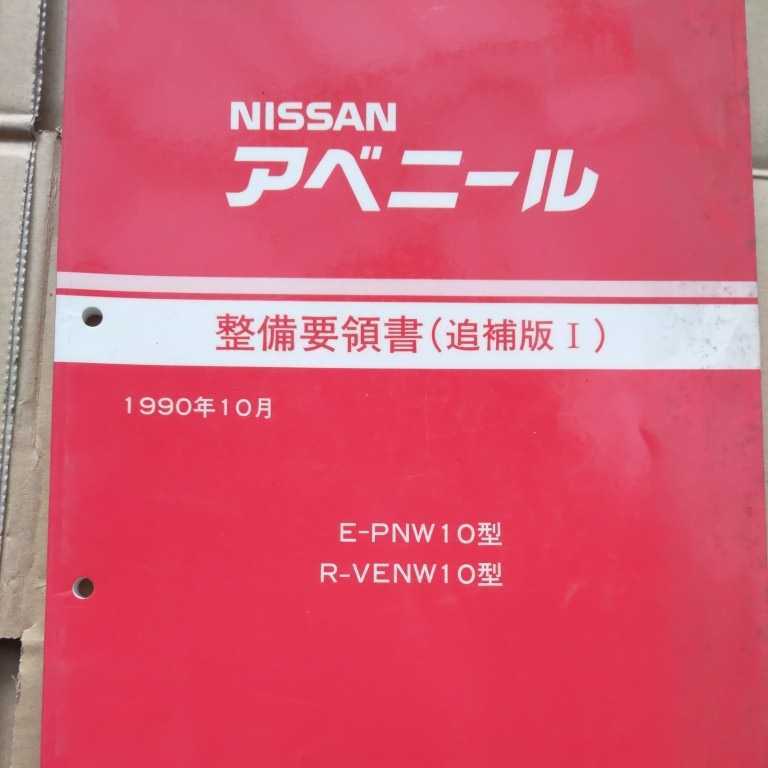 NISSAN
アベニール
整備要領書(追補版Ⅰ)
1990年10月
E-PNW10型
R-VENW10型